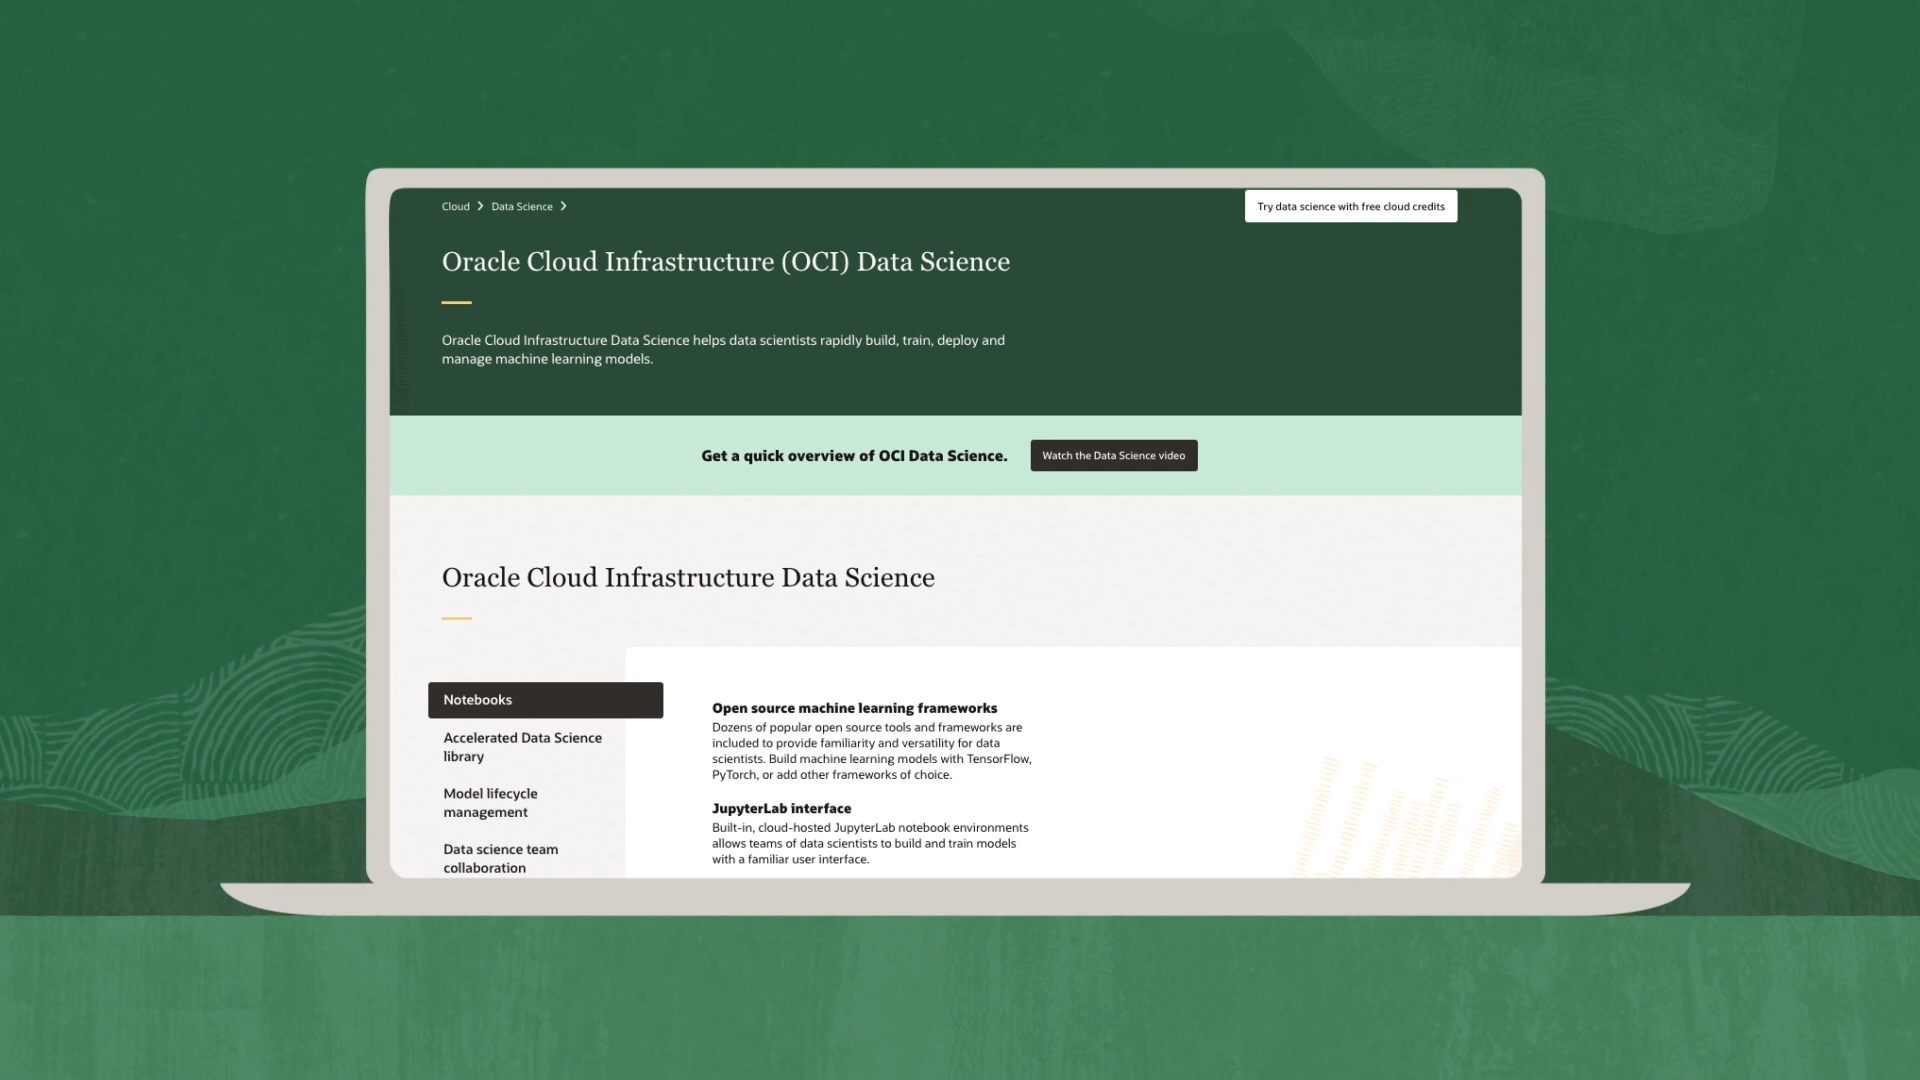 Cloud > Data Science >
Try data science with free cloud credits
Oracle Cloud Infrastructure (OCI) Data Science
Oracle Cloud Infrastructure Data Science helps data scientists rapidly build, train, deploy and
manage machine learning models.
Get a quick overview of OCI Data Science.
Watch the Data Science video
Oracle Cloud Infrastructure Data Science
Notebooks
Accelerated Data Science
library
Model lifecycle
management
Data science team
collaboration
Open source machine learning frameworks
Dozens of popular open source tools and frameworks are
included to provide familiarity and versatility for data
scientists. Build machine learning models with TensorFlow,
PyTorch, or add other frameworks of choice.
JupyterLab interface
Built-in, cloud-hosted JupyterLab notebook environments
allows teams of data scientists to build and train models
with a familiar user interface.